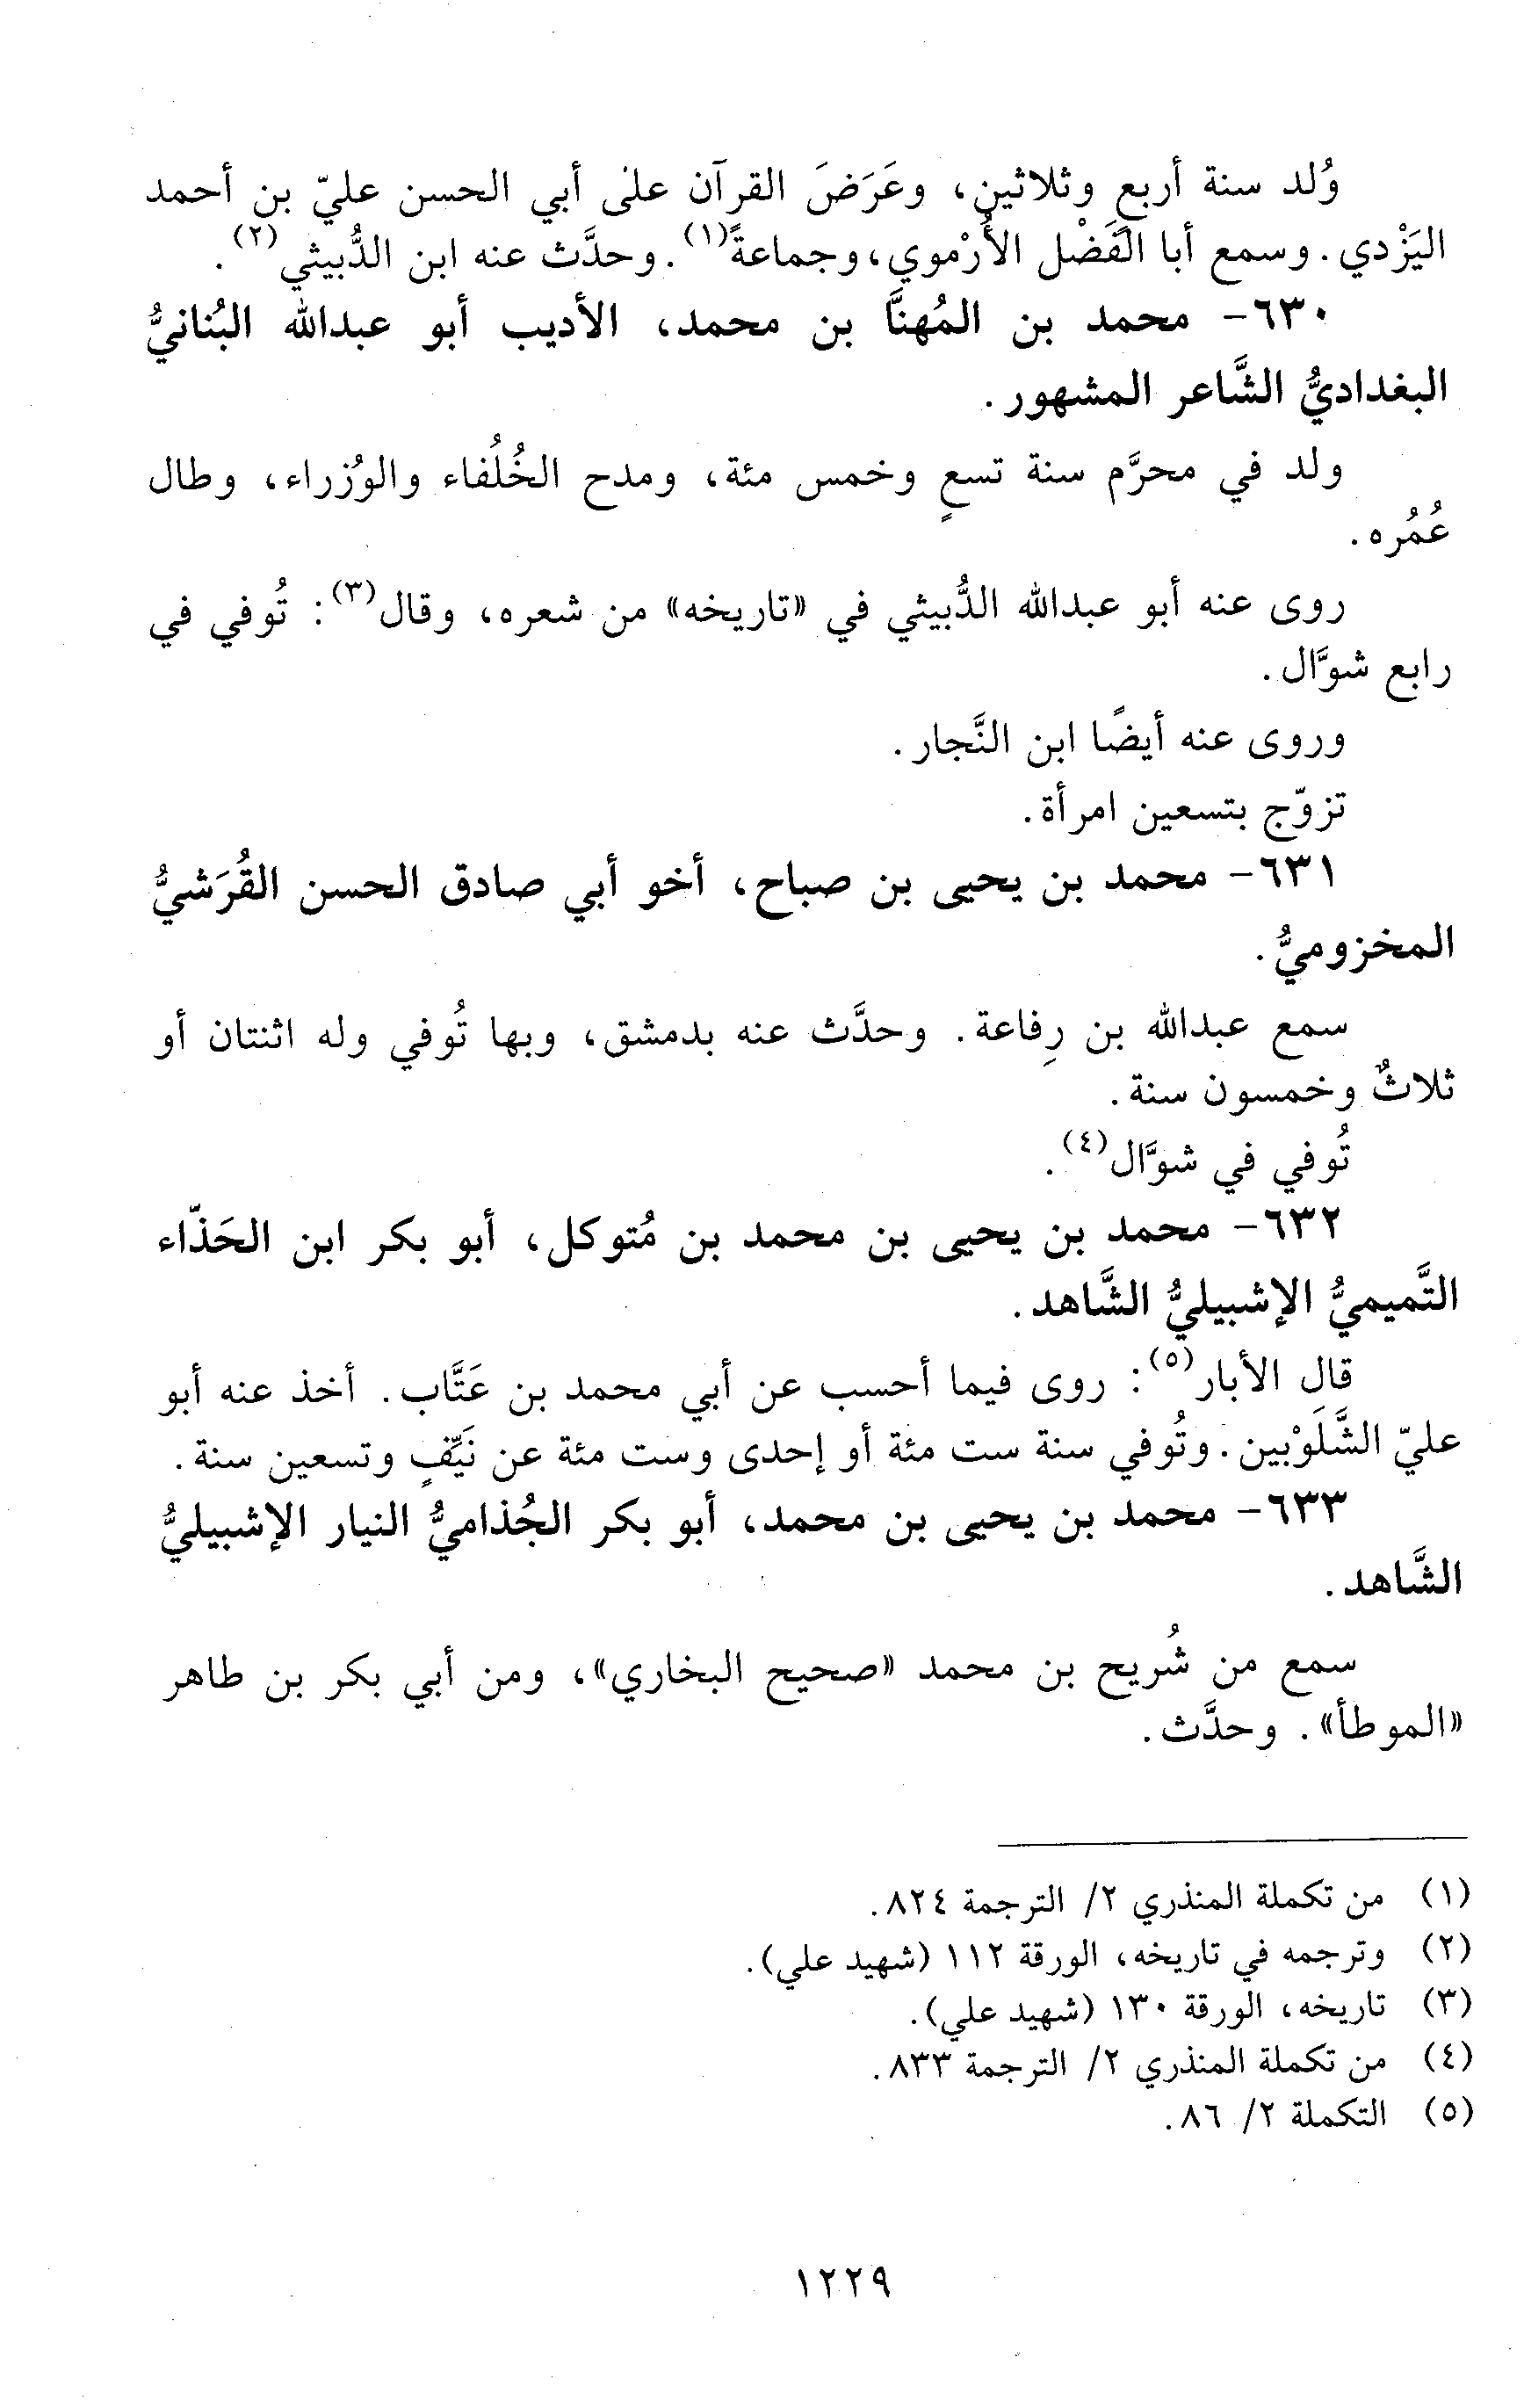 وُلد سنة أربعٍ وثلاثين، وعَرَضَ القرآن على أبي الحسن عليّ بن أحمد
اليَزْدي. وسمع أبا الفَضْل الأُرْموي، وجماعةً(١). وحدَّث عنه ابن الدُّبيثي(٢).
٦٣٠- محمد بن المُهنَّا بن محمد، الأديب أبو عبدالله البُنانيُّ
البغداديُّ الشَّاعر المشهور.
ولد في محرَّم سنة تسعٍ وخمس مئة، ومدح الخُلُفاء والوُزراء، وطال
عُمُره.
روى عنه أبو عبدالله الدُّبيثي في «تاريخه» من شعره، وقال(٣): تُوفي في
رابع شوَّال.
وروى عنه أيضًا ابن النَّجار.
تزوّج بتسعين امرأة.
٦٣١- محمد بن يحيى بن صباح، أخو أبي صادق الحسن القُرَشيُّ
المخزوميُّ.
سمع عبدالله بن رِفاعة. وحدَّث عنه بدمشق، وبها تُوفي وله اثنتان أو
ثلاثٌ وخمسون سنة.
تُوفي في شوَّال(٤).
٦٣٢- محمد بن يحيى بن محمد بن مُتوكل، أبو بكر ابن الحَذّاء
التَّميميُّ الإشبيليُّ الشَّاهد.
قال الأبار(٥): روى فيما أحسب عن أبي محمد بن عَتَّاب. أخذ عنه أبو
عليّ الشَّلَوْبين. وتُوفي سنة ست مئة أو إحدى وست مئة عن نَيِّفٍ وتسعين سنة.
٦٣٣- محمد بن يحيى بن محمد، أبو بكر الجُذاميُّ النيار الإشبيليُّ
الشَّاهد.
سمع من شُريح بن محمد «صحيح البخاري»، ومن أبي بكر بن طاهر
«الموطأ». وحدَّث.
(١) من تكملة المنذري ٢/ الترجمة ٨٢٤.
(٢) وترجمه في تاريخه، الورقة ١١٢ (شهيد علي).
(٣) تاريخه، الورقة ١٣٠ (شهيد علي).
(٤) من تكملة المنذري ٢/ الترجمة ٨٣٣.
(٥) التكملة ٢/ ٨٦.
١٢٢٩